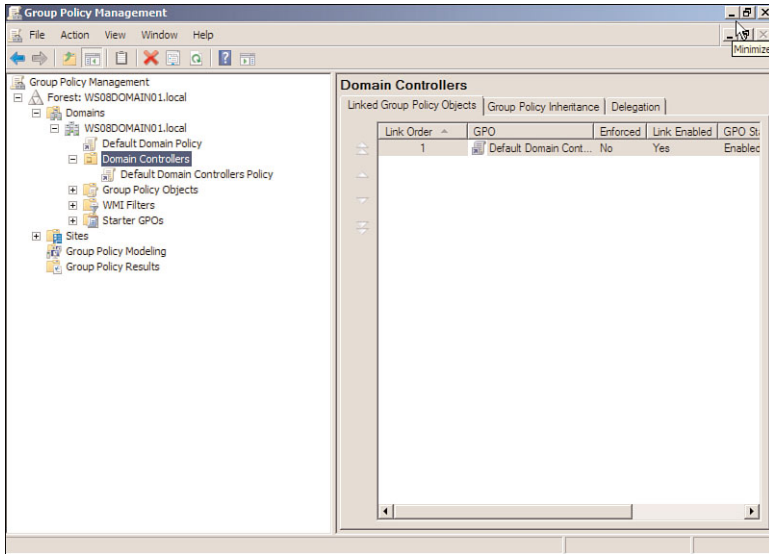 Group Policy Management
File Action View Window Help
Minimize
Group Policy Management
Forest: WS08DOMAIN01.local
Domains
WS08DOMAIN01.local
Default Domain Policy
Domain Controllers
Default Domain Controllers Policy
Group Policy Objects
WMI Filters
Starter GPOs
Sites
Group Policy Modeling
Group Policy Results
Domain Controllers
Linked Group Policy Objects Group Policy Inheritance Delegation
Link Order GPO Enforced Link Enabled GPO St
1 Default Domain Cont... No Yes Enabled